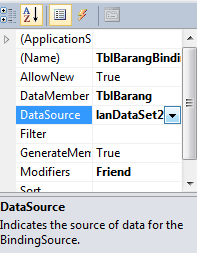 (ApplicationS
(Name) TblBarangBindi
AllowNew True
DataMember TblBarang
DataSource lanDataSet2
Filter
GenerateMem True
Modifiers Friend
Sort
DataSource
Indicates the source of data for the
BindingSource.